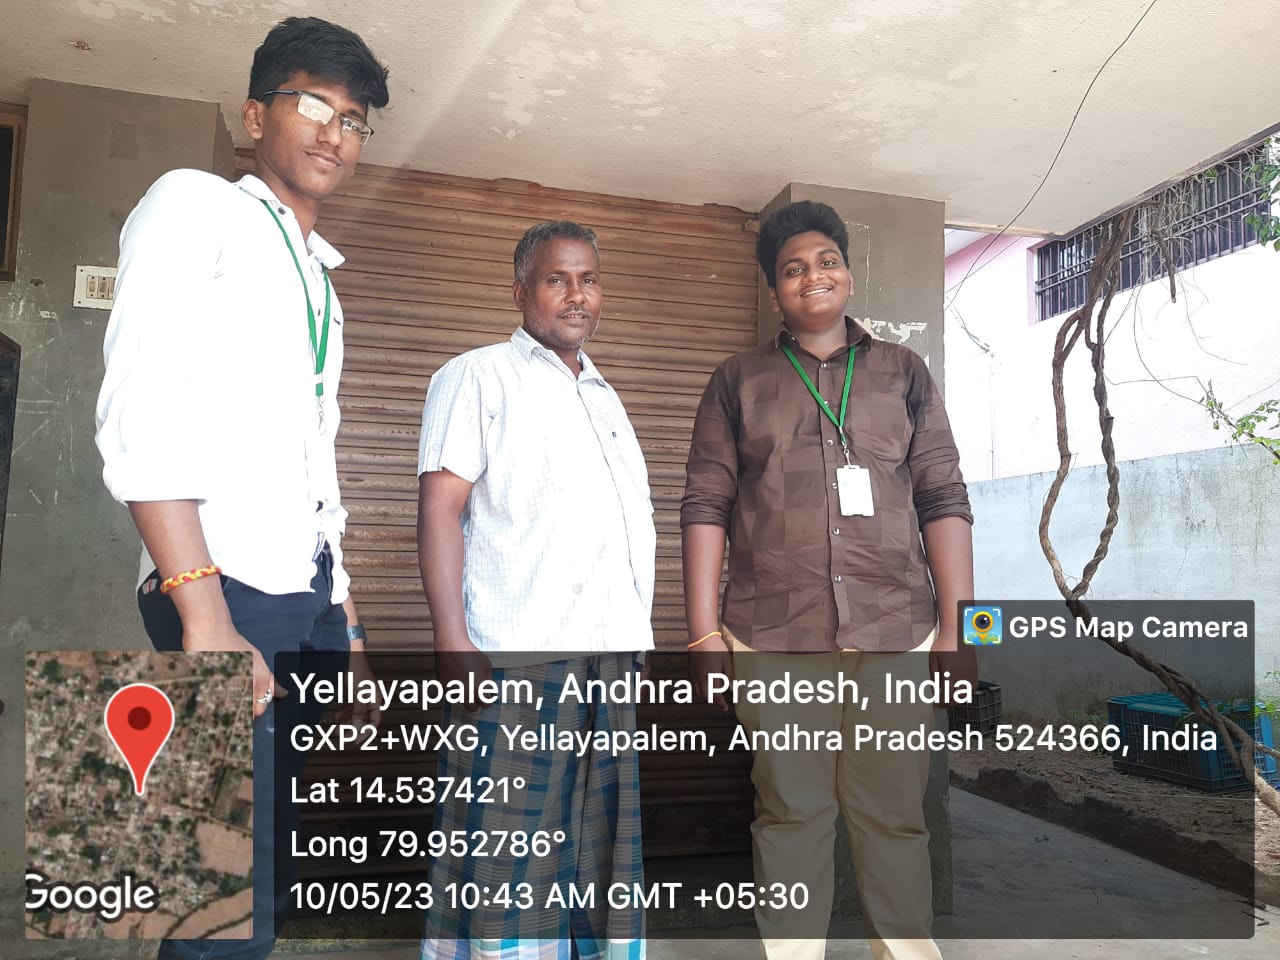 GPS Map Camera
Yellayapalem, Andhra Pradesh, India
GXP2+WXG, Yellayapalem, Andhra Pradesh 524366, India
Lat 14.537421°
Long 79.952786°
10/05/23 10:43 AM GMT +05:30
Google